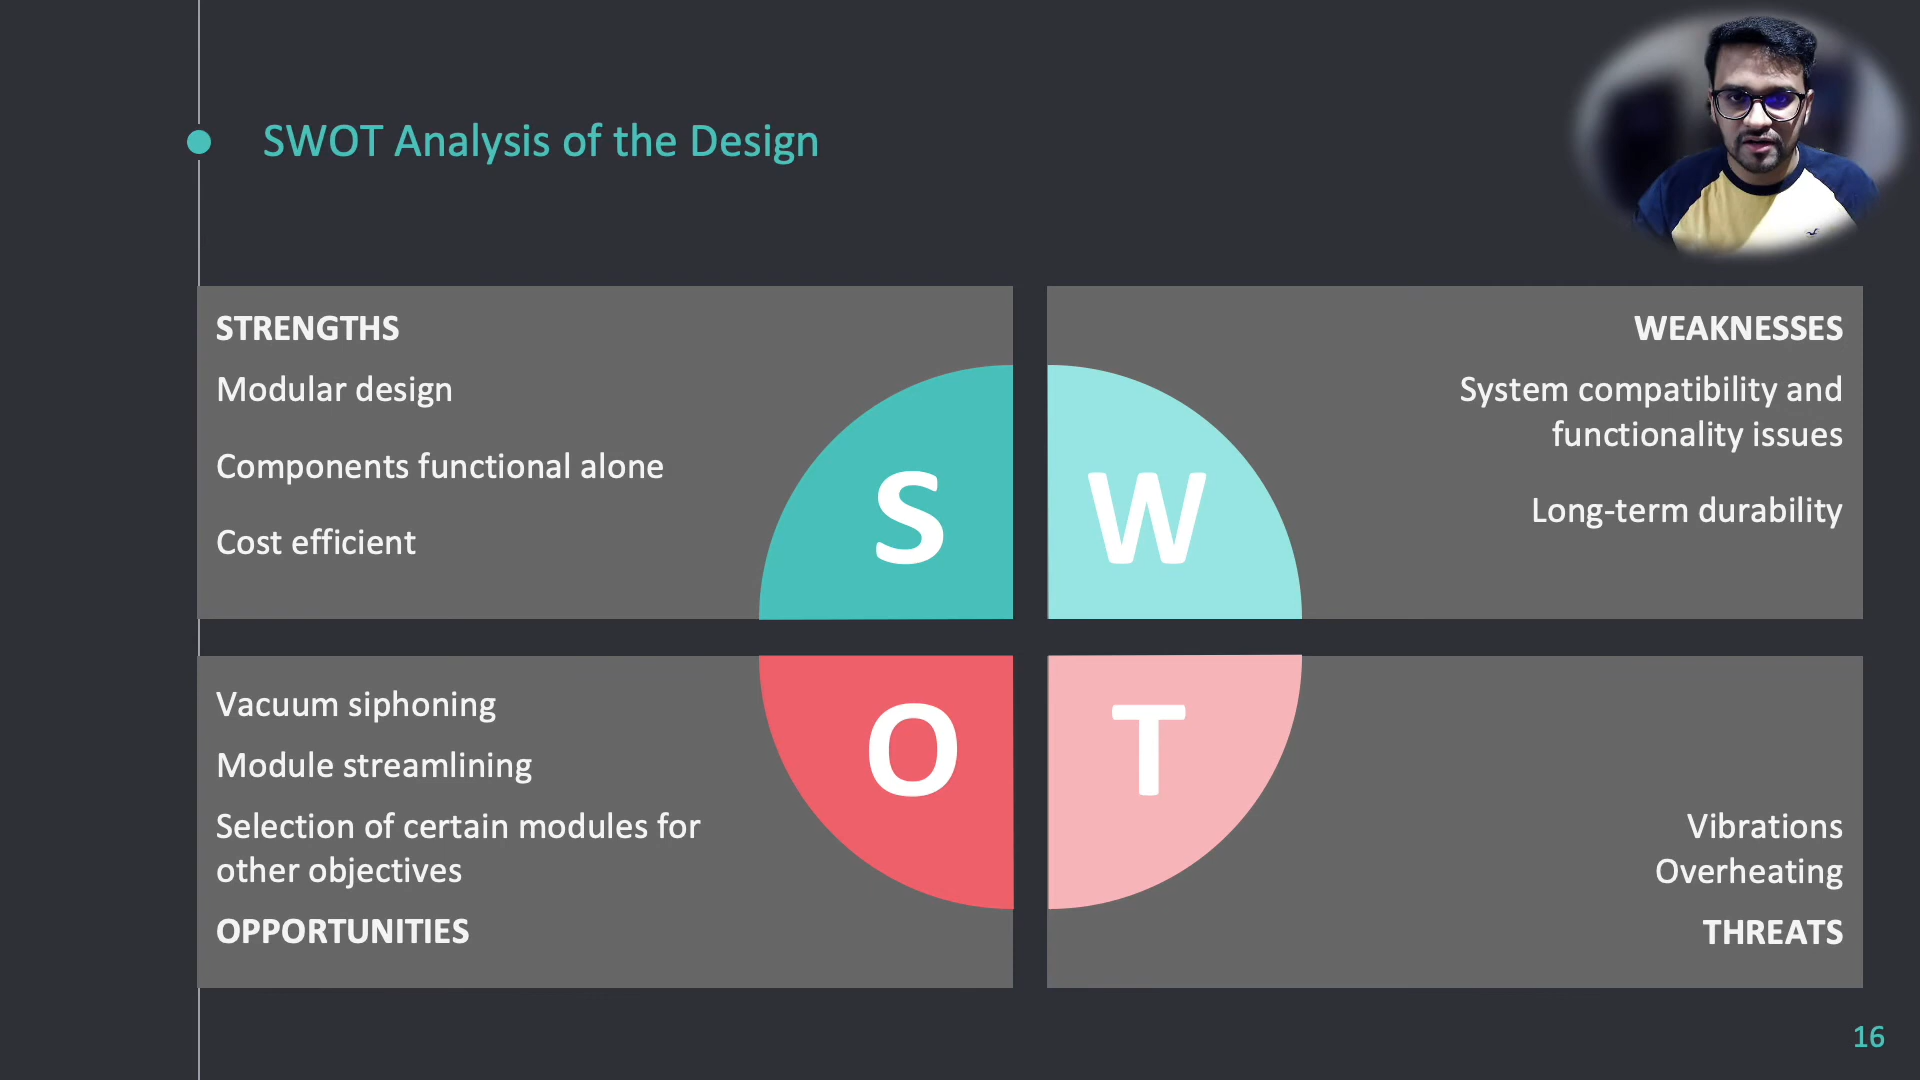 SWOT Analysis of the Design
STRENGTHS
Modular design
Components functional alone
Cost efficient
S
WEAKNESSES
System compatibility and
functionality issues
Long-term durability
W
Vacuum siphoning
Module streamlining
Selection of certain modules for
other objectives
OPPORTUNITIES
O
T
Vibrations
Overheating
THREATS
16